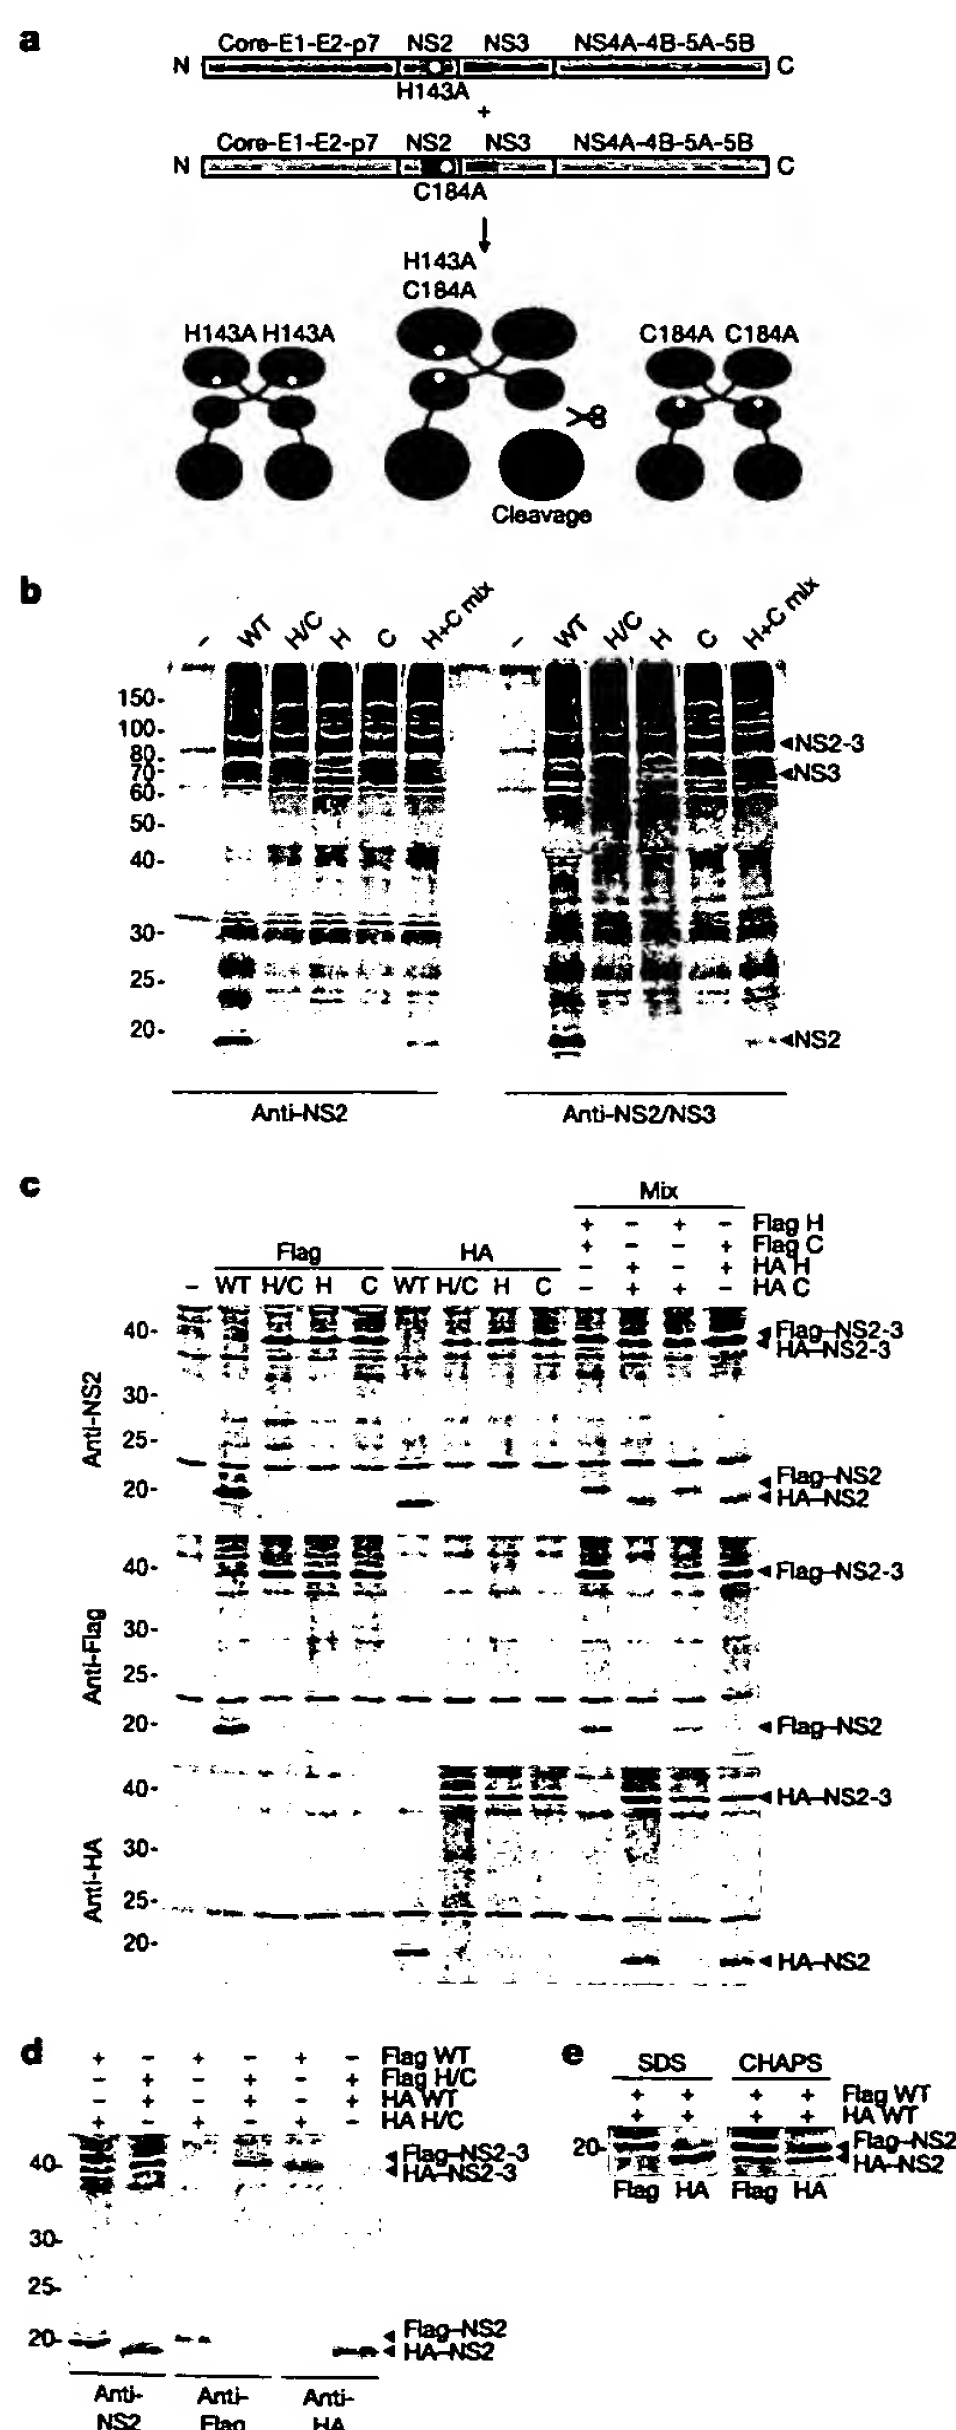 a
Core-E1-E2-p7 NS2 NS3 NS4A-4B-5A-5B
N C
H143A
+
Core-E1-E2-p7 NS2 NS3 NS4A-4B-5A-5B
N C
C184A
H143A
C184A
H143A H143A
C184A C184A
Cleavage
b
- WT H/C H C H+C mix - WT H/C H C H+C mix
150-
100-
80-
70-
60-
50-
40-
30-
25-
20-
NS2-3
NS3
NS2
Anti-NS2 Anti-NS2/NS3
c
Mix
+ - + - Flag H
+ - - + Flag C
- + - + HA H
- + + - HA C
Flag HA
- WT H/C H C WT H/C H C
Anti-NS2
40-
30-
25-
20-
Flag-NS2-3
HA-NS2-3
Flag-NS2
HA-NS2
Anti-Flag
40-
30-
25-
20-
Flag-NS2-3
Flag-NS2
Anti-HA
40-
30-
25-
20-
HA-NS2-3
HA-NS2
d
+ - + - + - Flag WT
- + - + - + Flag H/C
- + - + - + HA WT
+ - + - + - HA H/C
40-
30-
25-
20-
Flag-NS2-3
HA-NS2-3
Flag-NS2
HA-NS2
Anti-NS2
Anti-Flag
Anti-HA
e
SDS CHAPS
+ + + + Flag WT
+ + + + HA WT
20-
Flag-NS2
HA-NS2
Flag HA Flag HA